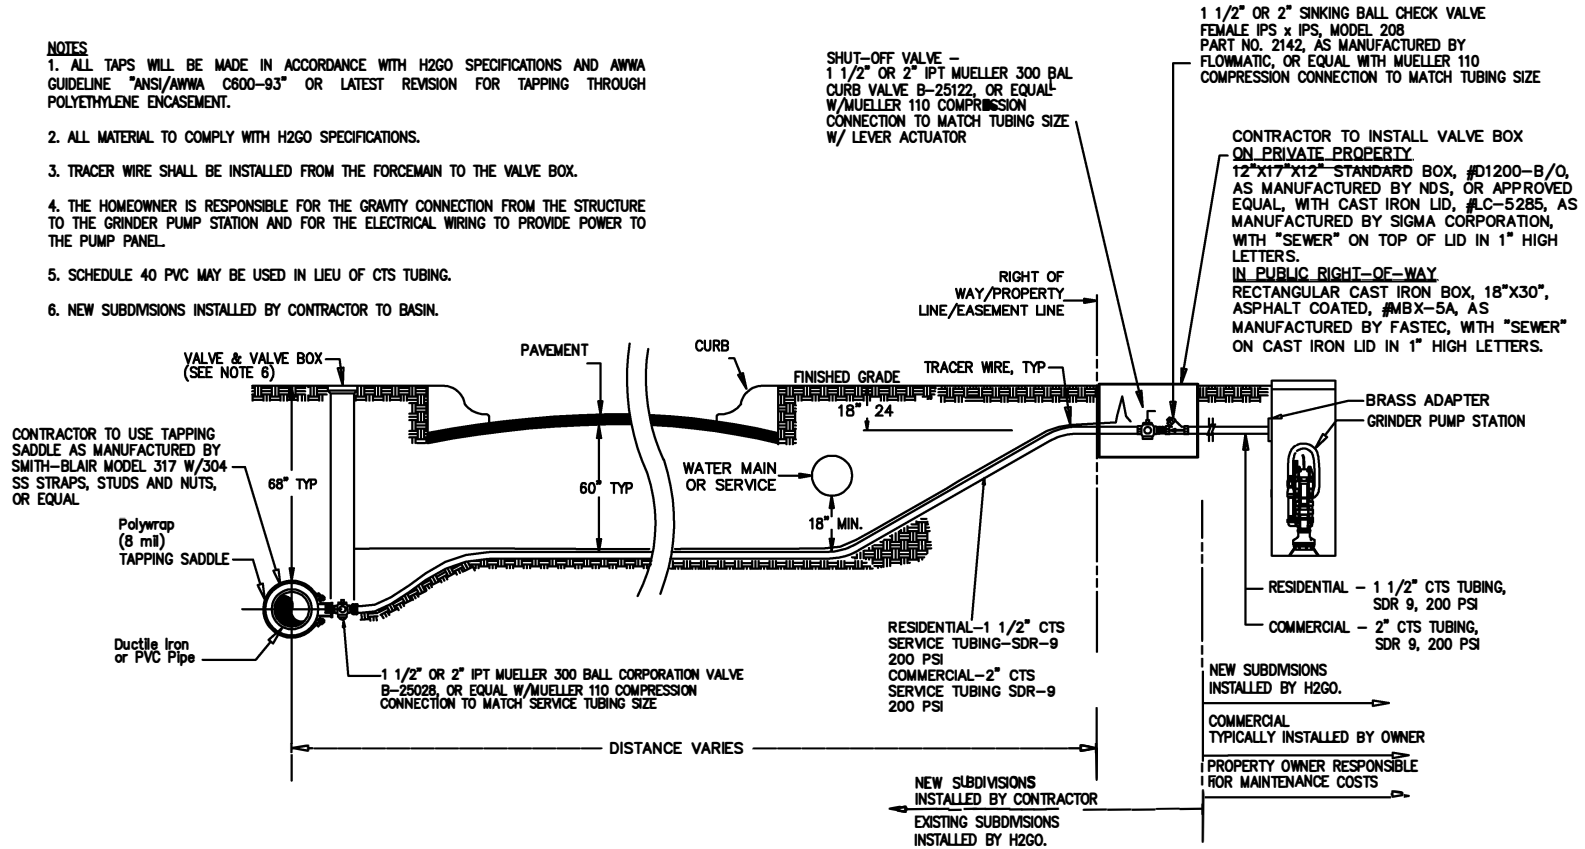 NOTES
1. ALL TAPS WILL BE MADE IN ACCORDANCE WITH H2GO SPECIFICATIONS AND AWWA
GUIDELINE "ANSI/AWWA C600-93" OR LATEST REVISION FOR TAPPING THROUGH
POLYETHYLENE ENCASEMENT.
2. ALL MATERIAL TO COMPLY WITH H2GO SPECIFICATIONS.
3. TRACER WIRE SHALL BE INSTALLED FROM THE FORCEMAIN TO THE VALVE BOX.
4. THE HOMEOWNER IS RESPONSIBLE FOR THE GRAVITY CONNECTION FROM THE STRUCTURE
TO THE GRINDER PUMP STATION AND FOR THE ELECTRICAL WIRING TO PROVIDE POWER TO
THE PUMP PANEL.
5. SCHEDULE 40 PVC MAY BE USED IN LIEU OF CTS TUBING.
6. NEW SUBDIVISIONS INSTALLED BY CONTRACTOR TO BASIN.
SHUT-OFF VALVE -
1 1/2" OR 2" IPT MUELLER 300 BAL
CURB VALVE B-25122, OR EQUAL
W/MUELLER 110 COMPRESSION
CONNECTION TO MATCH TUBING SIZE
W/ LEVER ACTUATOR
1 1/2" OR 2" SINKING BALL CHECK VALVE
FEMALE IPS x IPS, MODEL 208
PART NO. 2142, AS MANUFACTURED BY
FLOWMATIC, OR EQUAL WITH MUELLER 110
COMPRESSION CONNECTION TO MATCH TUBING SIZE
CONTRACTOR TO INSTALL VALVE BOX
ON PRIVATE PROPERTY
12"X17"X12" STANDARD BOX, #D1200-B/O,
AS MANUFACTURED BY NDS, OR APPROVED
EQUAL, WITH CAST IRON LID, #LC-5285, AS
MANUFACTURED BY SIGMA CORPORATION,
WITH "SEWER" ON TOP OF LID IN 1" HIGH
LETTERS.
IN PUBLIC RIGHT-OF-WAY
RECTANGULAR CAST IRON BOX, 18"X30",
ASPHALT COATED, #MBX-5A, AS
MANUFACTURED BY FASTEC, WITH "SEWER"
ON CAST IRON LID IN 1" HIGH LETTERS.
RIGHT OF
WAY/PROPERTY
LINE/EASEMENT LINE
VALVE & VALVE BOX
(SEE NOTE 6)
PAVEMENT
CURB
FINISHED GRADE
TRACER WIRE, TYP
18" 24
BRASS ADAPTER
GRINDER PUMP STATION
CONTRACTOR TO USE TAPPING
SADDLE AS MANUFACTURED BY
SMITH-BLAIR MODEL 317 W/304
SS STRAPS, STUDS AND NUTS,
OR EQUAL
68" TYP
60" TYP
WATER MAIN
OR SERVICE
18" MIN.
Polywrap
(8 mil)
TAPPING SADDLE
Ductile Iron
or PVC Pipe
1 1/2" OR 2" IPT MUELLER 300 BALL CORPORATION VALVE
B-25028, OR EQUAL W/MUELLER 110 COMPRESSION
CONNECTION TO MATCH SERVICE TUBING SIZE
RESIDENTIAL-1 1/2" CTS
SERVICE TUBING-SDR-9
200 PSI
COMMERCIAL-2" CTS
SERVICE TUBING SDR-9
200 PSI
RESIDENTIAL - 1 1/2" CTS TUBING,
SDR 9, 200 PSI
COMMERCIAL - 2" CTS TUBING,
SDR 9, 200 PSI
NEW SUBDIVISIONS
INSTALLED BY H2GO.
COMMERCIAL
TYPICALLY INSTALLED BY OWNER
PROPERTY OWNER RESPONSIBLE
FOR MAINTENANCE COSTS
DISTANCE VARIES
NEW SUBDIVISIONS
INSTALLED BY CONTRACTOR
EXISTING SUBDIVISIONS
INSTALLED BY H2GO.